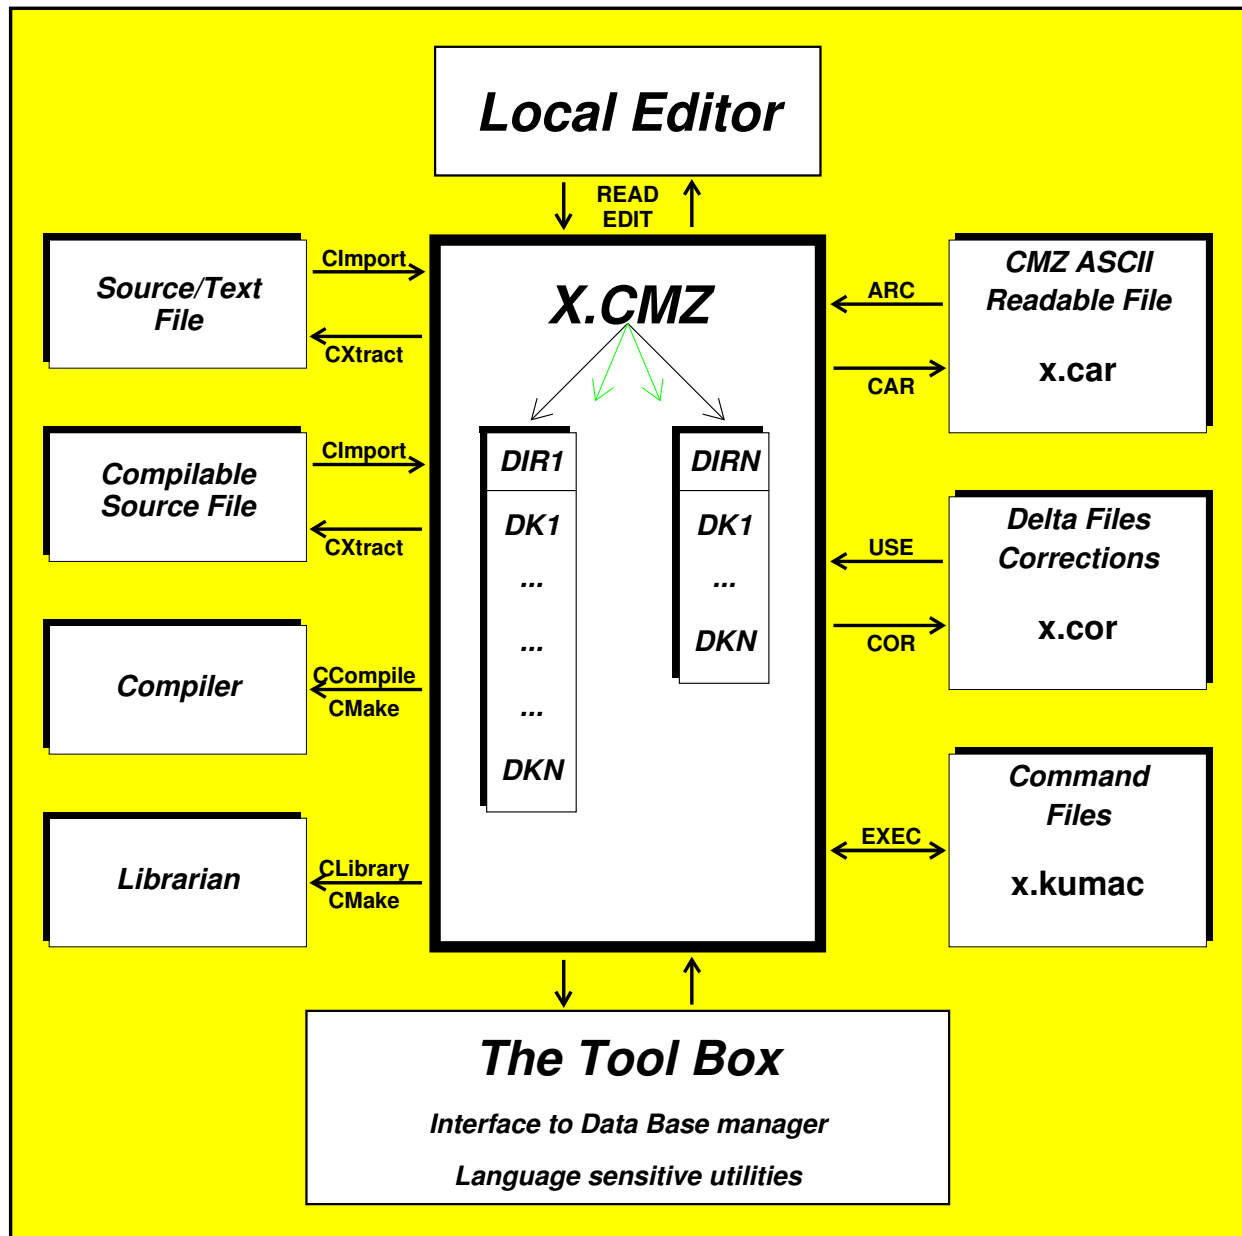 Local Editor
READ
EDIT
Source/Text
File
CImport
CXtract
Compilable
Source File
CImport
CXtract
Compiler
CCompile
CMake
Librarian
CLibrary
CMake
X.CMZ
DIR1
DK1
...
...
...
DKN
DIRN
DK1
...
DKN
ARC
CAR
CMZ ASCII
Readable File
x.car
USE
COR
Delta Files
Corrections
x.cor
EXEC
Command
Files
x.kumac
The Tool Box
Interface to Data Base manager
Language sensitive utilities